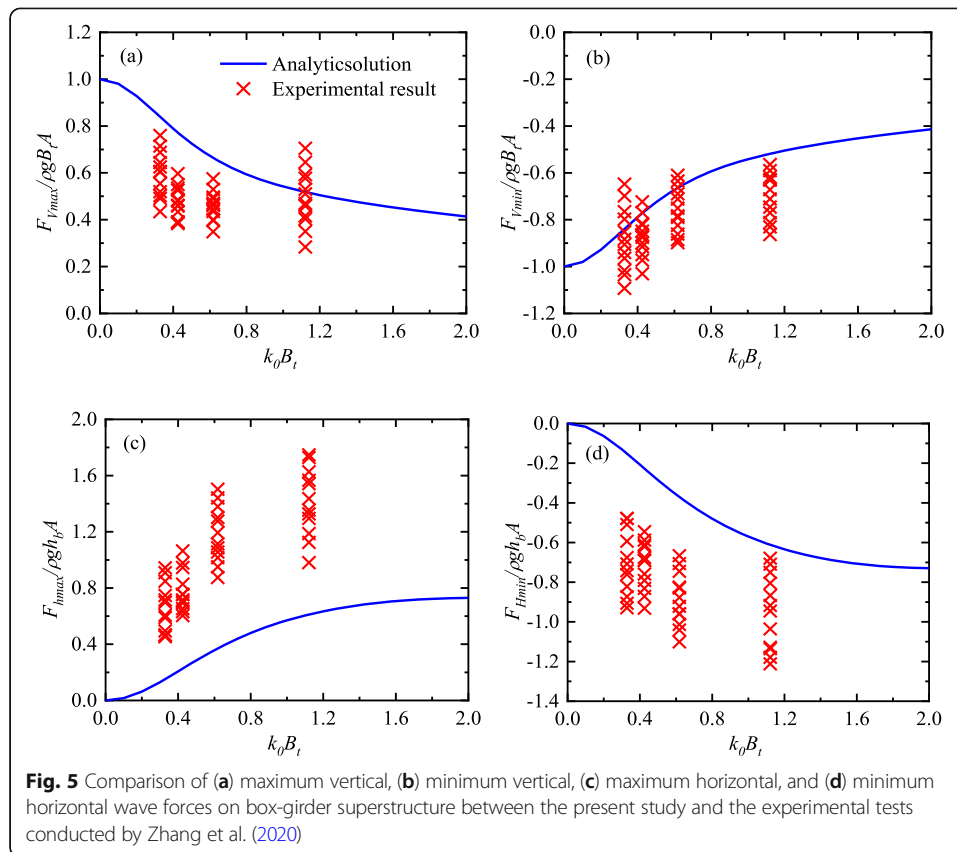 (a)
Analyticsolution
Experimental result
F_Vmax/ρgB_tA
1.2
1.0
0.8
0.6
0.4
0.2
0.0
0.0 0.4 0.8 1.2 1.6 2.0
k_0B_t
(b)
F_Vmin/ρgB_tA
0.0
-0.2
-0.4
-0.6
-0.8
-1.0
-1.2
0.0 0.4 0.8 1.2 1.6 2.0
k_0B_t
(c)
F_hmax/ρgh_bA
2.0
1.6
1.2
0.8
0.4
0.0
0.0 0.4 0.8 1.2 1.6 2.0
k_0B_t
(d)
F_Hmin/ρgh_bA
0.0
-0.2
-0.4
-0.6
-0.8
-1.0
-1.2
-1.4
0.0 0.4 0.8 1.2 1.6 2.0
k_0B_t
Fig. 5 Comparison of (a) maximum vertical, (b) minimum vertical, (c) maximum horizontal, and (d) minimum
horizontal wave forces on box-girder superstructure between the present study and the experimental tests
conducted by Zhang et al. (2020)